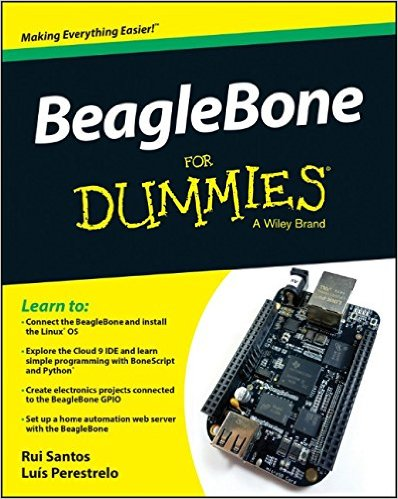 Making Everything Easier!™
BeagleBone
FOR
DUMMIES®
A Wiley Brand
Learn to:
• Connect the BeagleBone and install
the Linux® OS
• Explore the Cloud 9 IDE and learn
simple programming with BoneScript
and Python®
• Create electronics projects connected
to the BeagleBone GPIO
• Set up a home automation web server
with the BeagleBone
Rui Santos
Luís Perestrelo